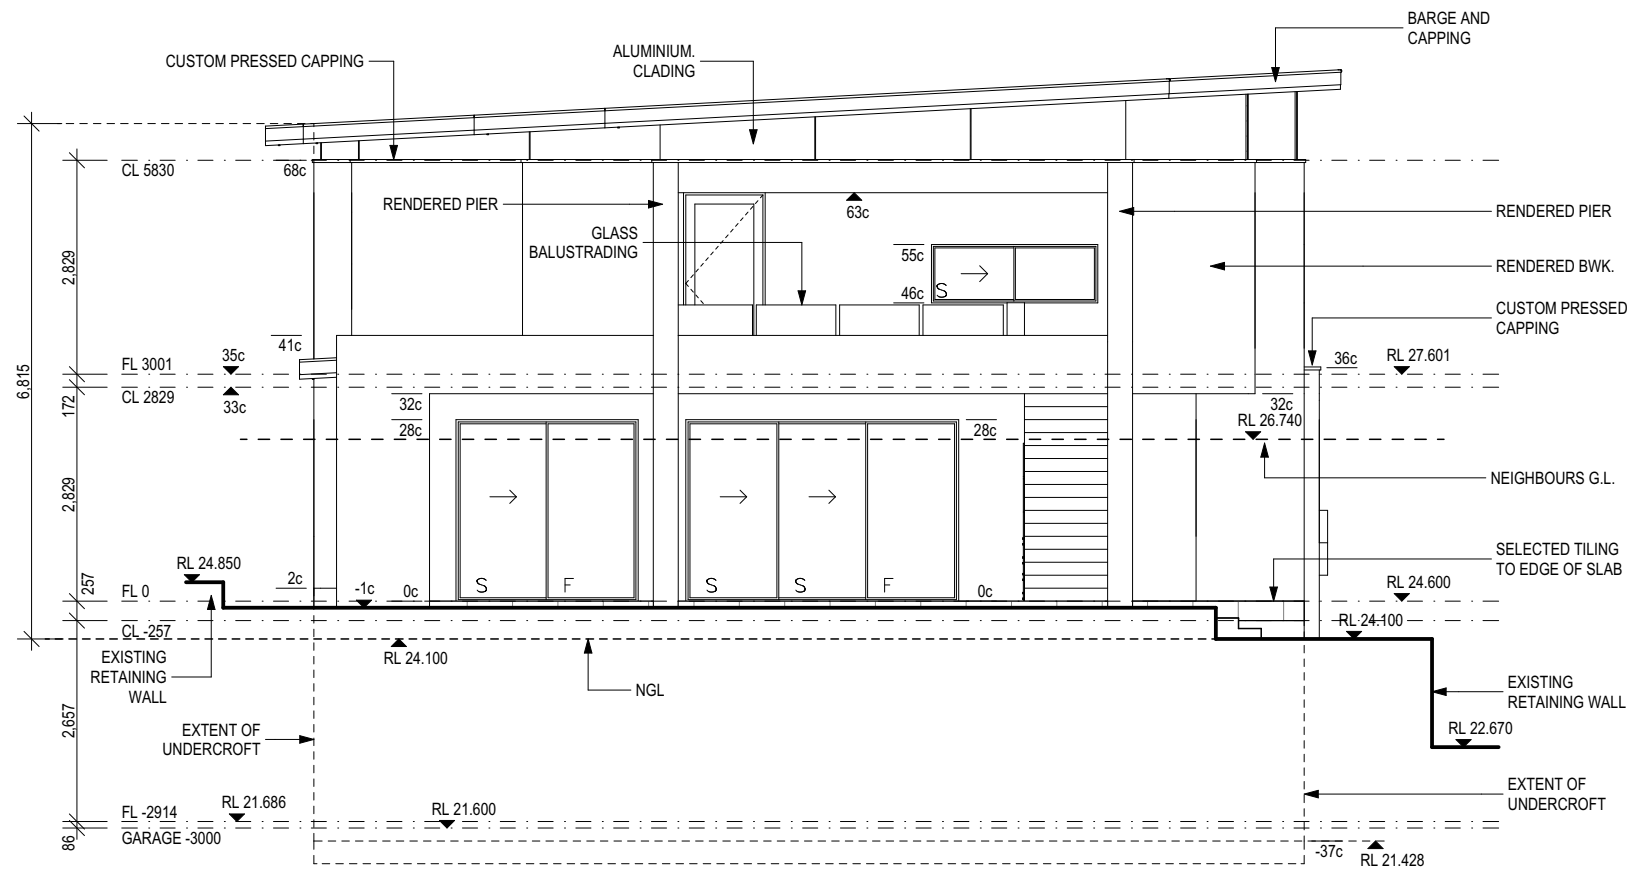 BARGE AND
CAPPING
ALUMINIUM.
CLADING
CUSTOM PRESSED CAPPING
CL 5830
68c
RENDERED PIER
63c
RENDERED PIER
GLASS
BALUSTRADING
55c
46c
S
RENDERED BWK.
2,829
CUSTOM PRESSED
CAPPING
41c
35c
FL 3001
36c
RL 27.601
6,815
172
CL 2829
33c
32c
32c
28c
28c
RL 26.740
NEIGHBOURS G.L.
2,829
RL 24.850
257
FL 0
2c
-1c
0c
S
F
S
S
F
0c
SELECTED TILING
TO EDGE OF SLAB
RL 24.600
CL -257
RL 24.100
RL 24.100
EXISTING
RETAINING
WALL
NGL
EXISTING
RETAINING WALL
2,657
EXTENT OF
UNDERCROFT
RL 22.670
EXTENT OF
UNDERCROFT
FL -2914
RL 21.686
RL 21.600
86
GARAGE -3000
-37c
RL 21.428